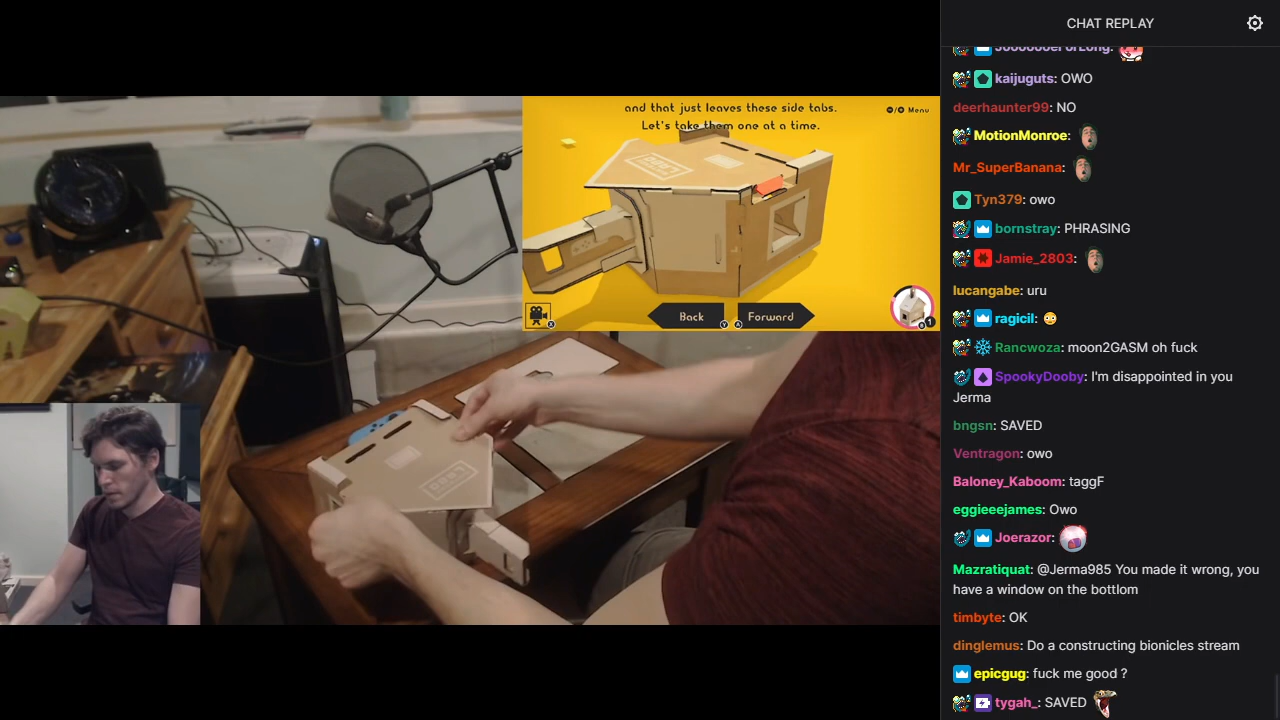 CHAT REPLAY
and that just leaves these side tabs.
Let's take them one at a time.
Menu
LABO
Back
Forward
LABO
JooooooeForLong:
kaijuguts: OWO
deerhaunter99: NO
MotionMonroe:
Mr_SuperBanana:
Tyn379: owo
bornstray: PHRASING
Jamie_2803:
lucangabe: uru
ragicil:
Rancwoza: moon2GASM oh fuck
SpookyDooby: I'm disappointed in you
Jerma
bngsn: SAVED
Ventragon: owo
Baloney_Kaboom: taggF
eggieeejames: Owo
Joerazor:
Mazratiquat: @Jerma985 You made it wrong, you
have a window on the bottlom
timbyte: OK
dinglemus: Do a constructing bionicles stream
epicgug: fuck me good ?
tygah_: SAVED